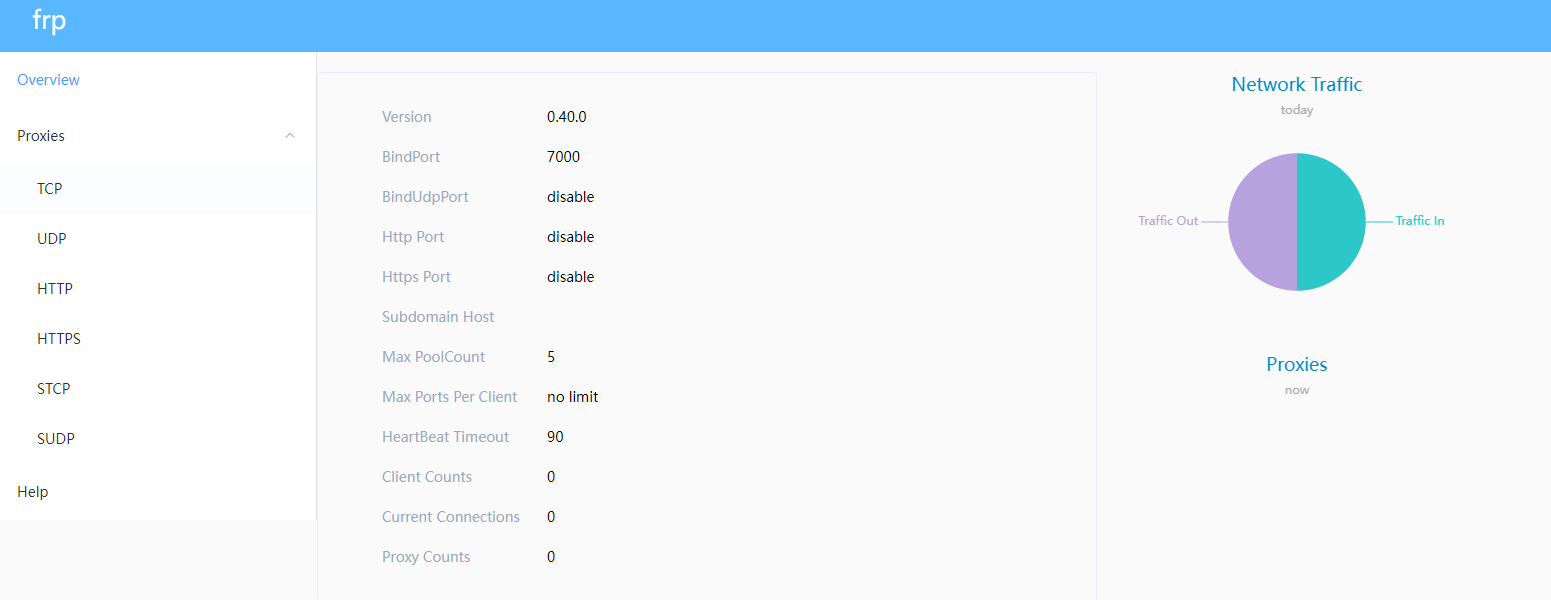 frp
Overview
Proxies
TCP
UDP
HTTP
HTTPS
STCP
SUDP
Help
Version 0.40.0
BindPort 7000
BindUdpPort disable
Http Port disable
Https Port disable
Subdomain Host
Max PoolCount 5
Max Ports Per Client no limit
HeartBeat Timeout 90
Client Counts 0
Current Connections 0
Proxy Counts 0
Network Traffic
today
Traffic Out Traffic In
Proxies
now